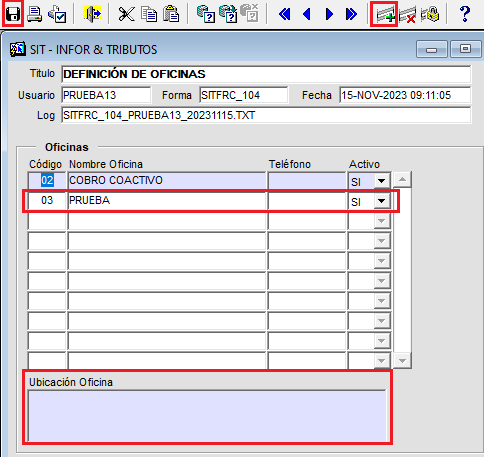 SIT - INFOR & TRIBUTOS
Título DEFINICIÓN DE OFICINAS
Usuario PRUEBA13 Forma SITFRC_104 Fecha 15-NOV-2023 09:11:05
Log SITFRC_104_PRUEBA13_20231115.TXT
Oficinas
Código Nombre Oficina Teléfono Activo
02 COBRO COACTIVO SI
03 PRUEBA SI
Ubicación Oficina